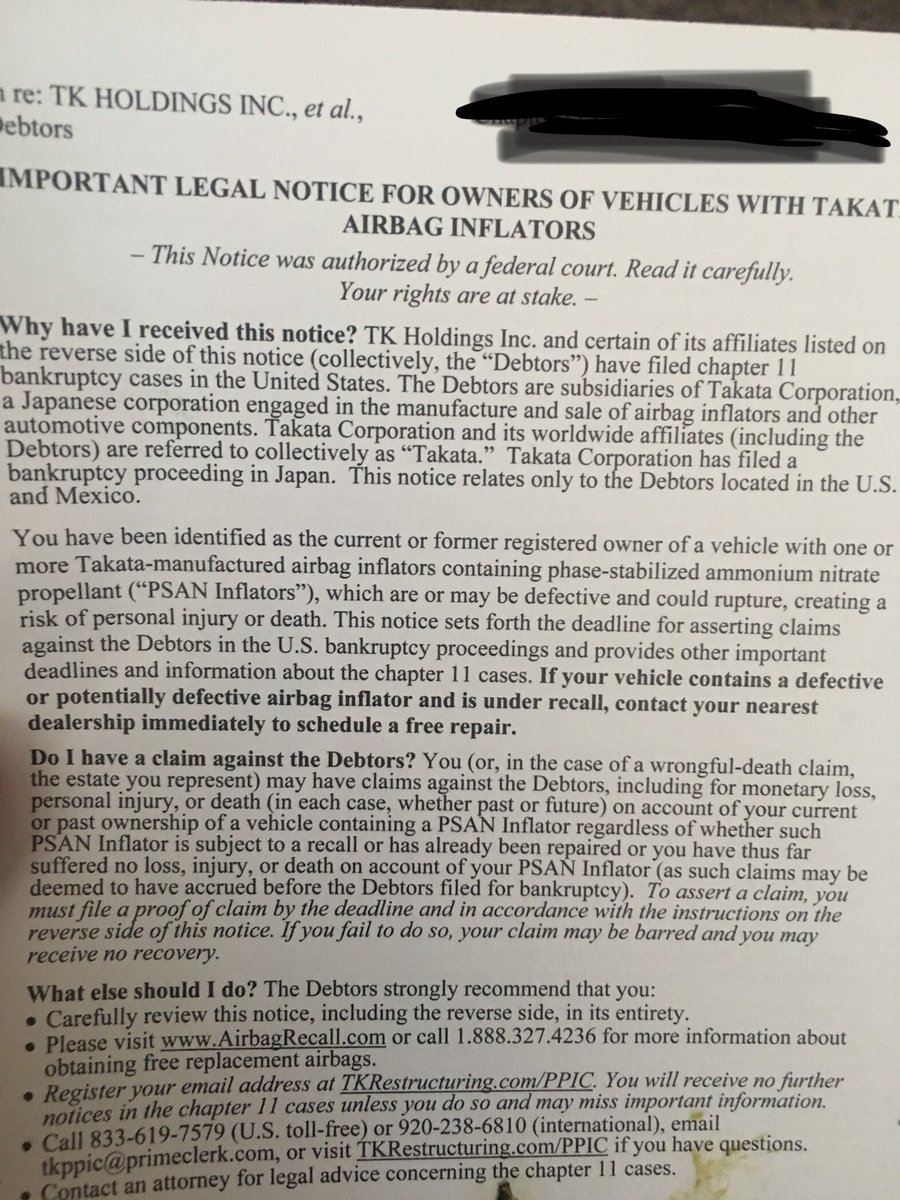 re: TK HOLDINGS INC., et al.,
Debtors
IMPORTANT LEGAL NOTICE FOR OWNERS OF VEHICLES WITH TAKAT
AIRBAG INFLATORS
– This Notice was authorized by a federal court. Read it carefully.
Your rights are at stake. –
Why have I received this notice? TK Holdings Inc. and certain of its affiliates listed on
the reverse side of this notice (collectively, the “Debtors”) have filed chapter 11
bankruptcy cases in the United States. The Debtors are subsidiaries of Takata Corporation,
a Japanese corporation engaged in the manufacture and sale of airbag inflators and other
automotive components. Takata Corporation and its worldwide affiliates (including the
Debtors) are referred to collectively as “Takata.” Takata Corporation has filed a
bankruptcy proceeding in Japan. This notice relates only to the Debtors located in the U.S.
and Mexico.
You have been identified as the current or former registered owner of a vehicle with one or
more Takata-manufactured airbag inflators containing phase-stabilized ammonium nitrate
propellant (“PSAN Inflators”), which are or may be defective and could rupture, creating a
risk of personal injury or death. This notice sets forth the deadline for asserting claims
against the Debtors in the U.S. bankruptcy proceedings and provides other important
deadlines and information about the chapter 11 cases. If your vehicle contains a defective
or potentially defective airbag inflator and is under recall, contact your nearest
dealership immediately to schedule a free repair.
Do I have a claim against the Debtors? You (or, in the case of a wrongful-death claim,
the estate you represent) may have claims against the Debtors, including for monetary loss,
personal injury, or death (in each case, whether past or future) on account of your current
or past ownership of a vehicle containing a PSAN Inflator regardless of whether such
PSAN Inflator is subject to a recall or has already been repaired or you have thus far
suffered no loss, injury, or death on account of your PSAN Inflator (as such claims may be
deemed to have accrued before the Debtors filed for bankruptcy). To assert a claim, you
must file a proof of claim by the deadline and in accordance with the instructions on the
reverse side of this notice. If you fail to do so, your claim may be barred and you may
receive no recovery.
What else should I do? The Debtors strongly recommend that you:
• Carefully review this notice, including the reverse side, in its entirety.
• Please visit www.AirbagRecall.com or call 1.888.327.4236 for more information about
obtaining free replacement airbags.
• Register your email address at TKRestructuring.com/PPIC. You will receive no further
notices in the chapter 11 cases unless you do so and may miss important information.
• Call 833-619-7579 (U.S. toll-free) or 920-238-6810 (international), email
tkppic@primeclerk.com, or visit TKRestructuring.com/PPIC if you have questions.
• Contact an attorney for legal advice concerning the chapter 11 cases.